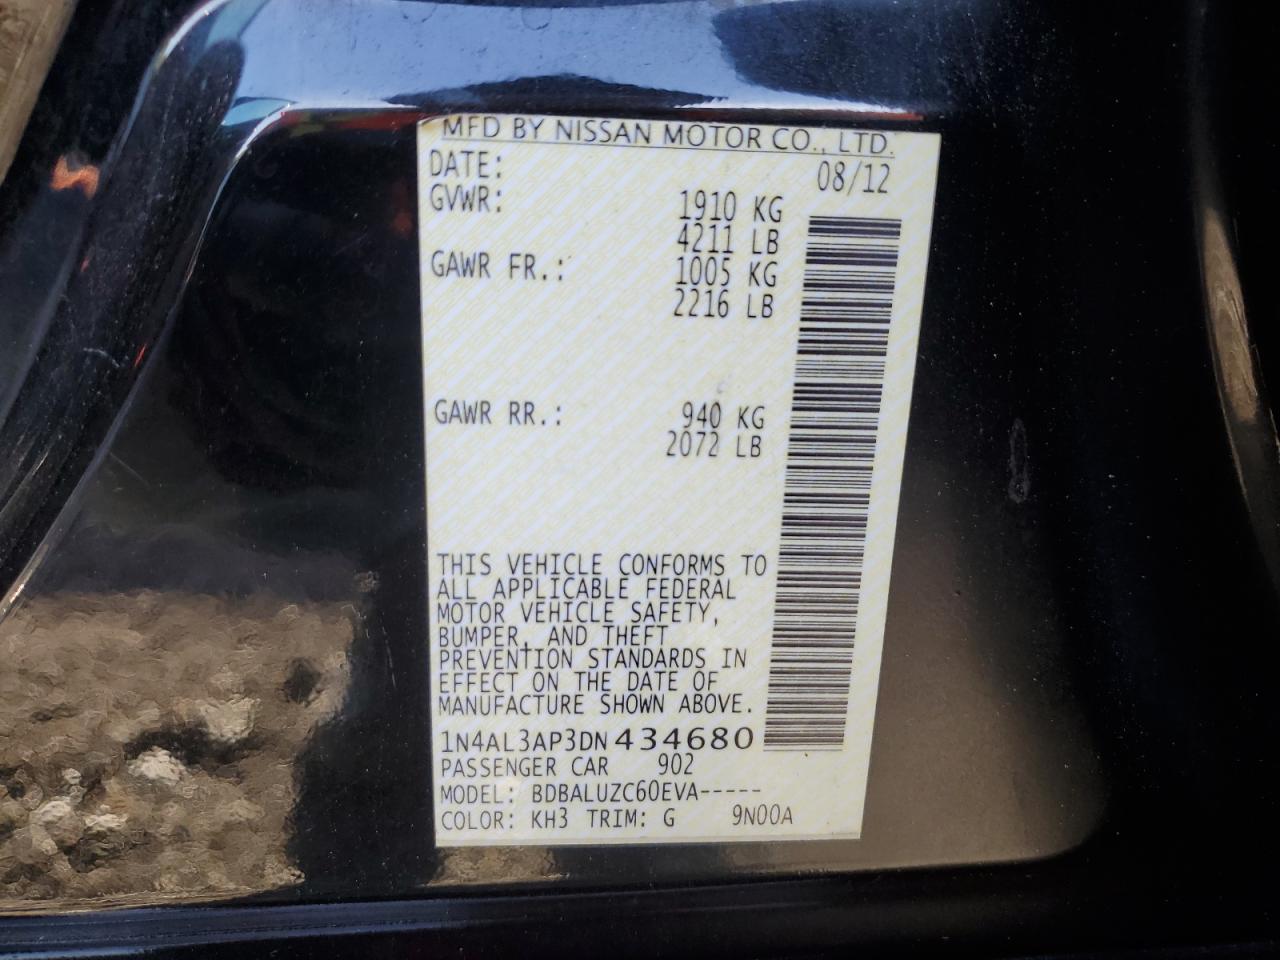 MFD BY NISSAN MOTOR CO., LTD.
DATE: 08/12
GVWR: 1910 KG
4211 LB
GAWR FR.: 1005 KG
2216 LB
GAWR RR.: 940 KG
2072 LB
THIS VEHICLE CONFORMS TO
ALL APPLICABLE FEDERAL
MOTOR VEHICLE SAFETY,
BUMPER, AND THEFT
PREVENTION STANDARDS IN
EFFECT ON THE DATE OF
MANUFACTURE SHOWN ABOVE.
1N4AL3AP3DN434680
PASSENGER CAR 902
MODEL: BDBALUZC60EVA-----
COLOR: KH3 TRIM: G 9N00A